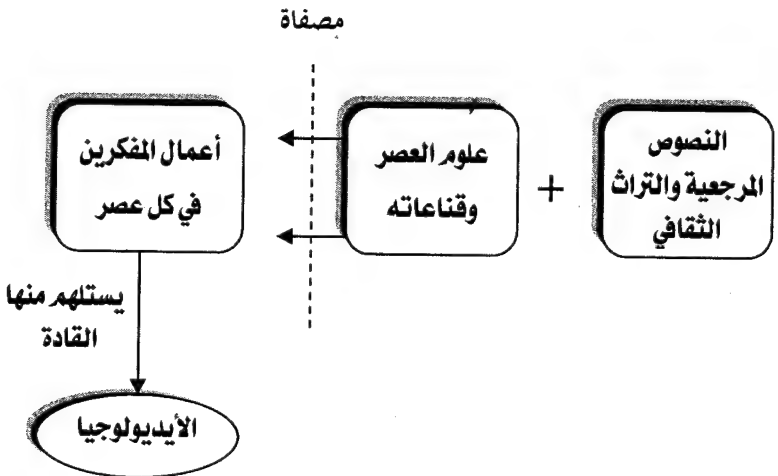 مصفاة
النصوص
المرجعية والتراث
الثقافي
+
علوم العصر
وقناعاته
أعمال المفكرين
في كل عصر
يستلهم منها
القادة
الأيديولوجيا